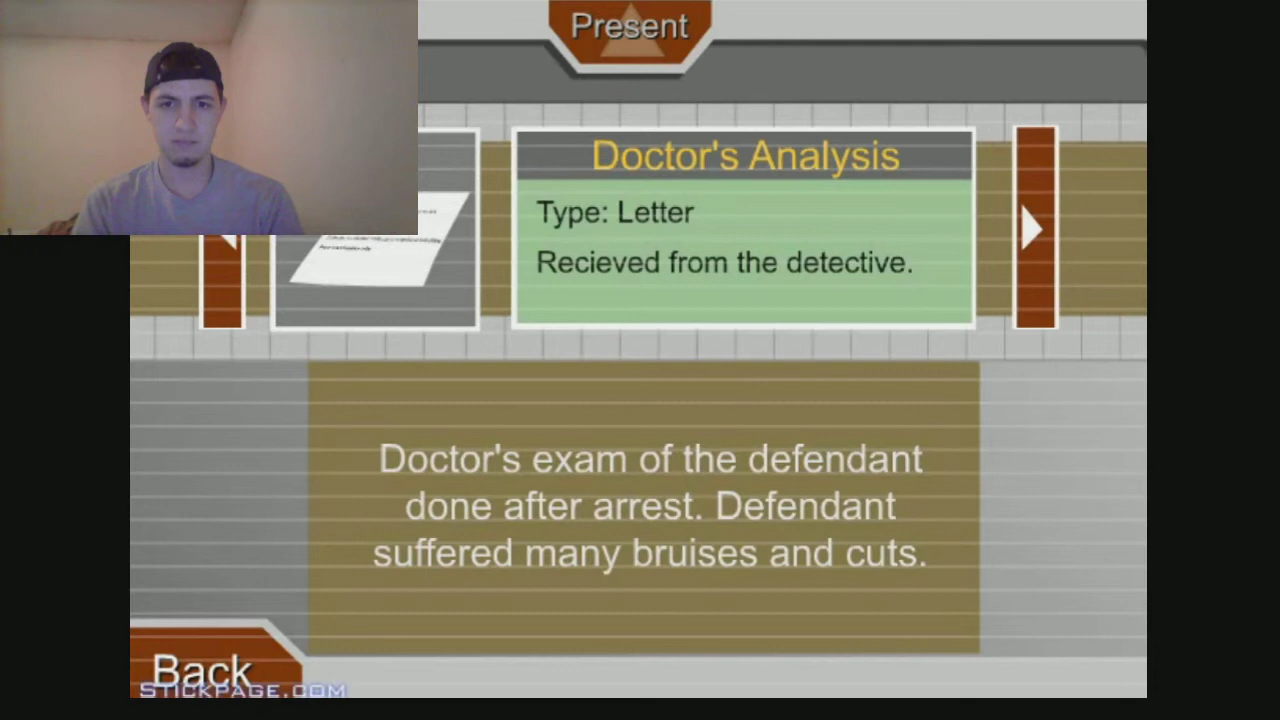 Present
Doctor's Analysis
Type: Letter
Recieved from the detective.
Doctor's exam of the defendant
done after arrest. Defendant
suffered many bruises and cuts.
Back
STICKPAGE.COM